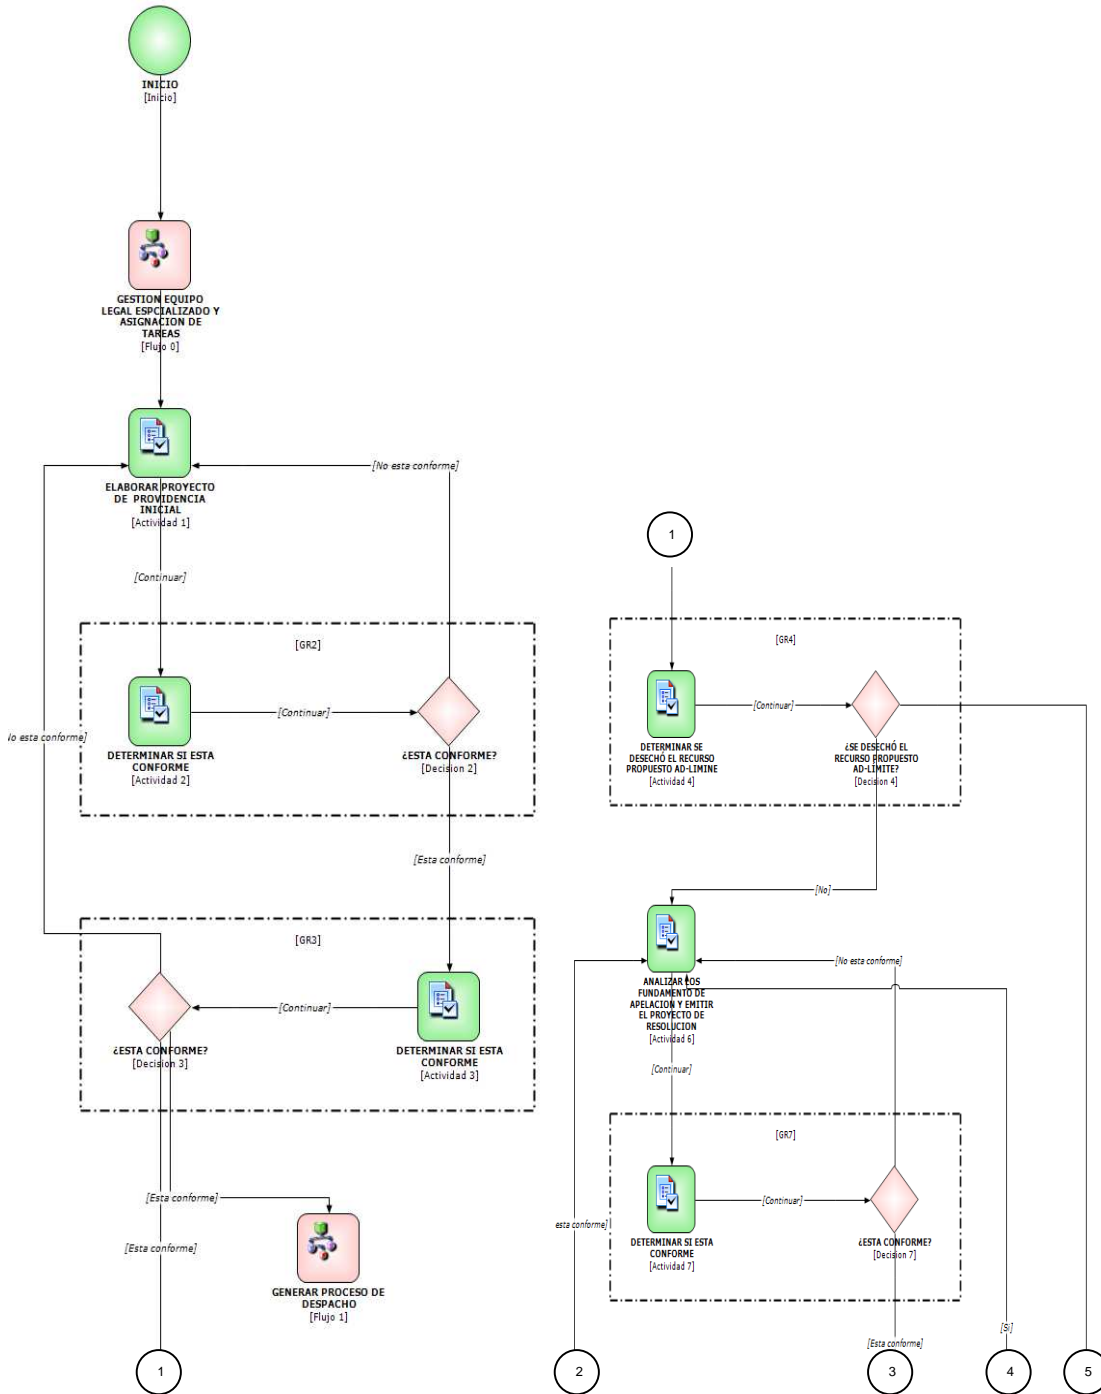 INICIO
[Inicio]
GESTION EQUIPO
LEGAL ESPCIALIZADO Y
ASIGNACION DE
TAREAS
[Flujo 0]
[No esta conforme]
ELABORAR PROYECTO
DE PROVIDENCIA
INICIAL
[Actividad 1]
[Continuar]
[GR2]
[Continuar]
No esta conforme]
DETERMINAR SI ESTA
CONFORME
[Actividad 2]
¿ESTA CONFORME?
[Decision 2]
[Esta conforme]
[GR3]
[Continuar]
¿ESTA CONFORME?
[Decision 3]
DETERMINAR SI ESTA
CONFORME
[Actividad 3]
[Esta conforme]
[Esta conforme]
GENERAR PROCESO DE
DESPACHO
[Flujo 1]
1
1
[GR4]
[Continuar]
DETERMINAR SE
DESECHÓ EL RECURSO
PROPUESTO AD-LIMINE
[Actividad 4]
¿SE DESECHÓ EL
RECURSO PROPUESTO
AD-LIMITE?
[Decision 4]
[No]
[No esta conforme]
ANALIZAR LOS
FUNDAMENTO DE
APELACION Y EMITIR
EL PROYECTO DE
RESOLUCION
[Actividad 6]
[Continuar]
[GR7]
[Continuar]
esta conforme]
DETERMINAR SI ESTA
CONFORME
[Actividad 7]
¿ESTA CONFORME?
[Decision 7]
[Si]
[Esta conforme]
2
3
4
5